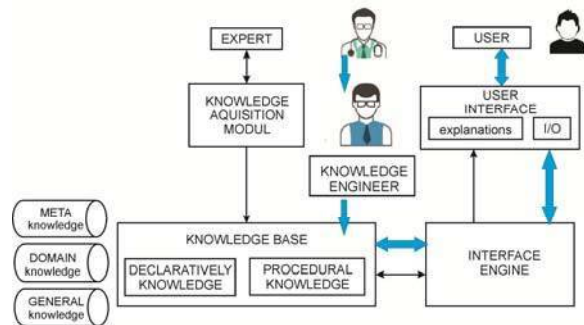 EXPERT
USER
KNOWLEDGE
AQUISITION
MODUL
USER
INTERFACE
explanations
I/O
KNOWLEDGE
ENGINEER
META
knowledge
DOMAIN
knowledge
GENERAL
knowledge
KNOWLEDGE BASE
DECLARATIVELY
KNOWLEDGE
PROCEDURAL
KNOWLEDGE
INTERFACE
ENGINE